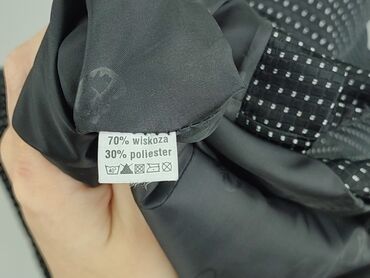 70% wiskoza
30% poliester